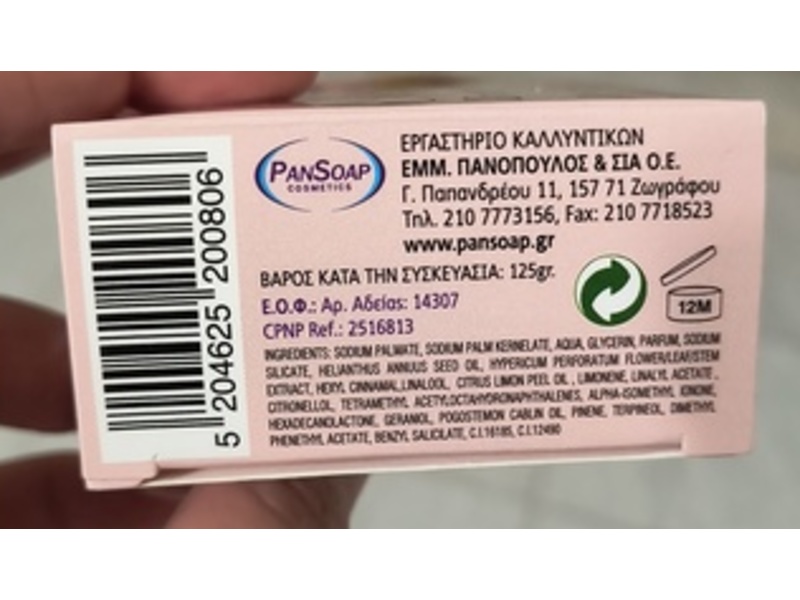 PANSOAP
COSMETICS
ΕΡΓΑΣΤΗΡΙΟ ΚΑΛΛΥΝΤΙΚΩΝ
ΕΜΜ. ΠΑΝΟΠΟΥΛΟΣ & ΣΙΑ Ο.Ε.
Γ. Παπανδρέου 11, 157 71 Ζωγράφου
Τηλ. 210 7773156, Fax: 210 7718523
www.pansoap.gr
ΒΑΡΟΣ ΚΑΤΑ ΤΗΝ ΣΥΣΚΕΥΑΣΙΑ: 125gr.
Ε.Ο.Φ.: Αρ. Αδείας: 14307
CPNP Ref.: 2516813
12M
INGREDIENTS: SODIUM PALMATE, SODIUM PALM KERNELATE, AQUA, GLYCERIN, PARFUM, SODIUM
SILICATE, HELIANTHUS ANNUUS SEED OIL, HYPERICUM PERFORATUM FLOWER/LEAF/STEM
EXTRACT, HEXYL CINNAMAL,LINALOOL, CITRUS LIMON PEEL OIL , LIMONENE, LINALYL ACETATE ,
CITRONELLOL, TETRAMETHYL ACETYLOCTAHYDRONAPHTHALENES, ALPHA-ISOMETHYL IONONE,
HEXADECANOLACTONE, GERANIOL, POGOSTEMON CABLIN OIL, PINENE, TERPINEOL, DIMETHYL
PHENETHYL ACETATE, BENZYL SALICILATE, C.I.16185, C.I.12490
5 204625 200806